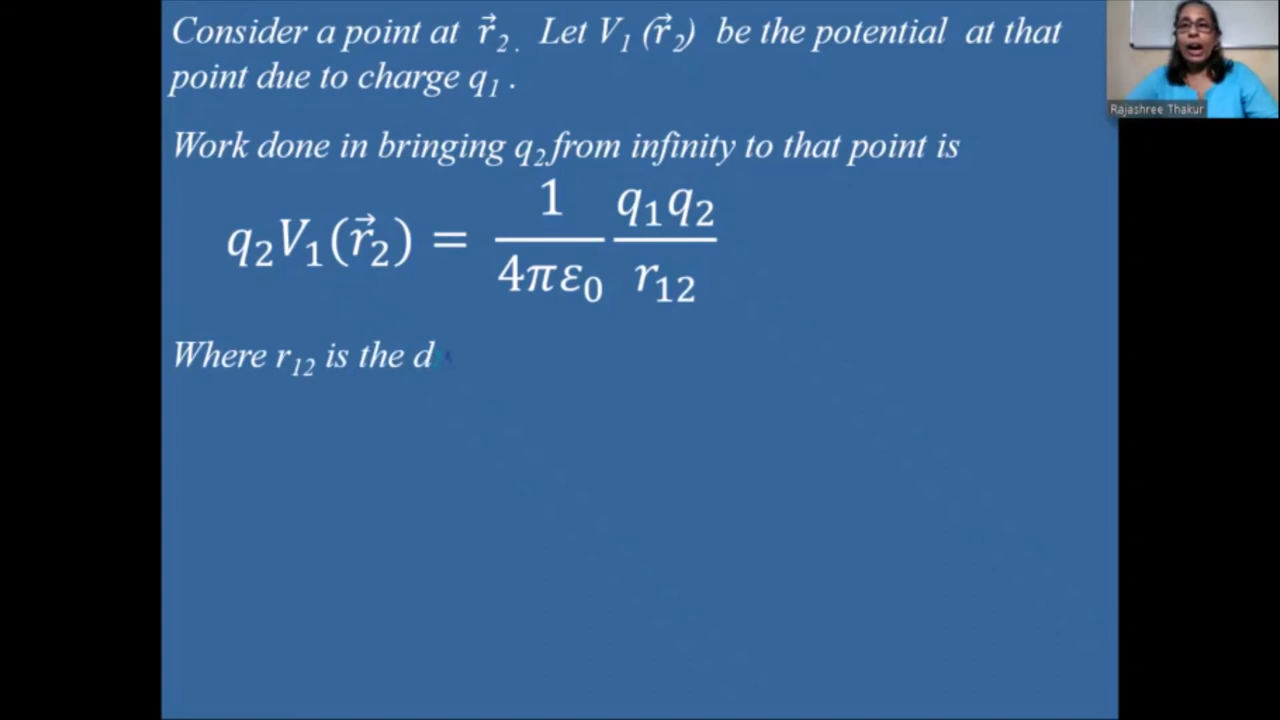 Consider a point at r⃗₂. Let V₁ (r⃗₂) be the potential at that
point due to charge q₁ .
Work done in bringing q₂ from infinity to that point is
q₂V₁(r⃗₂) = 1/4πε₀ q₁q₂/r₁₂
Where r₁₂ is the d
Rajashree Thakur